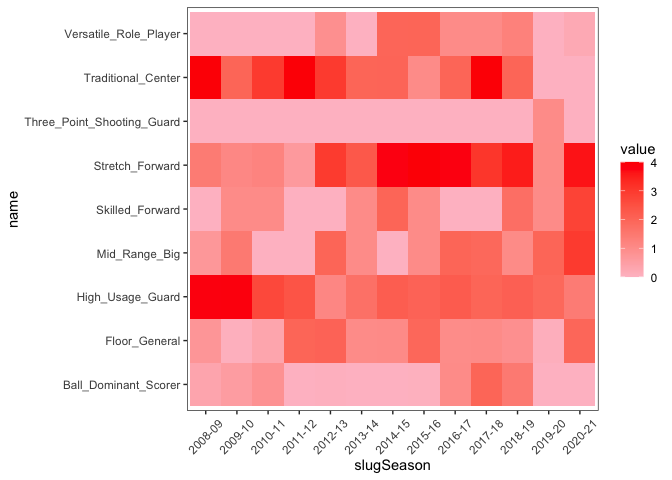 Versatile_Role_Player
Traditional_Center
Three_Point_Shooting_Guard
Stretch_Forward
Skilled_Forward
Mid_Range_Big
High_Usage_Guard
Floor_General
Ball_Dominant_Scorer
name
2008-09
2009-10
2010-11
2011-12
2012-13
2013-14
2014-15
2015-16
2016-17
2017-18
2018-19
2019-20
2020-21
slugSeason
value
4
3
2
1
0